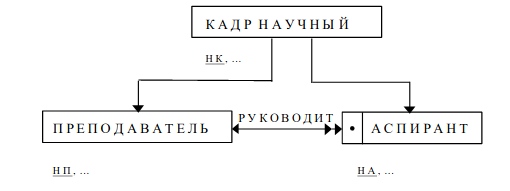 КАДР НАУЧНЫЙ
НК, ...
РУКОВОДИТ
ПРЕПОДАВАТЕЛЬ
АСПИРАНТ
НП, ...
НА, ...